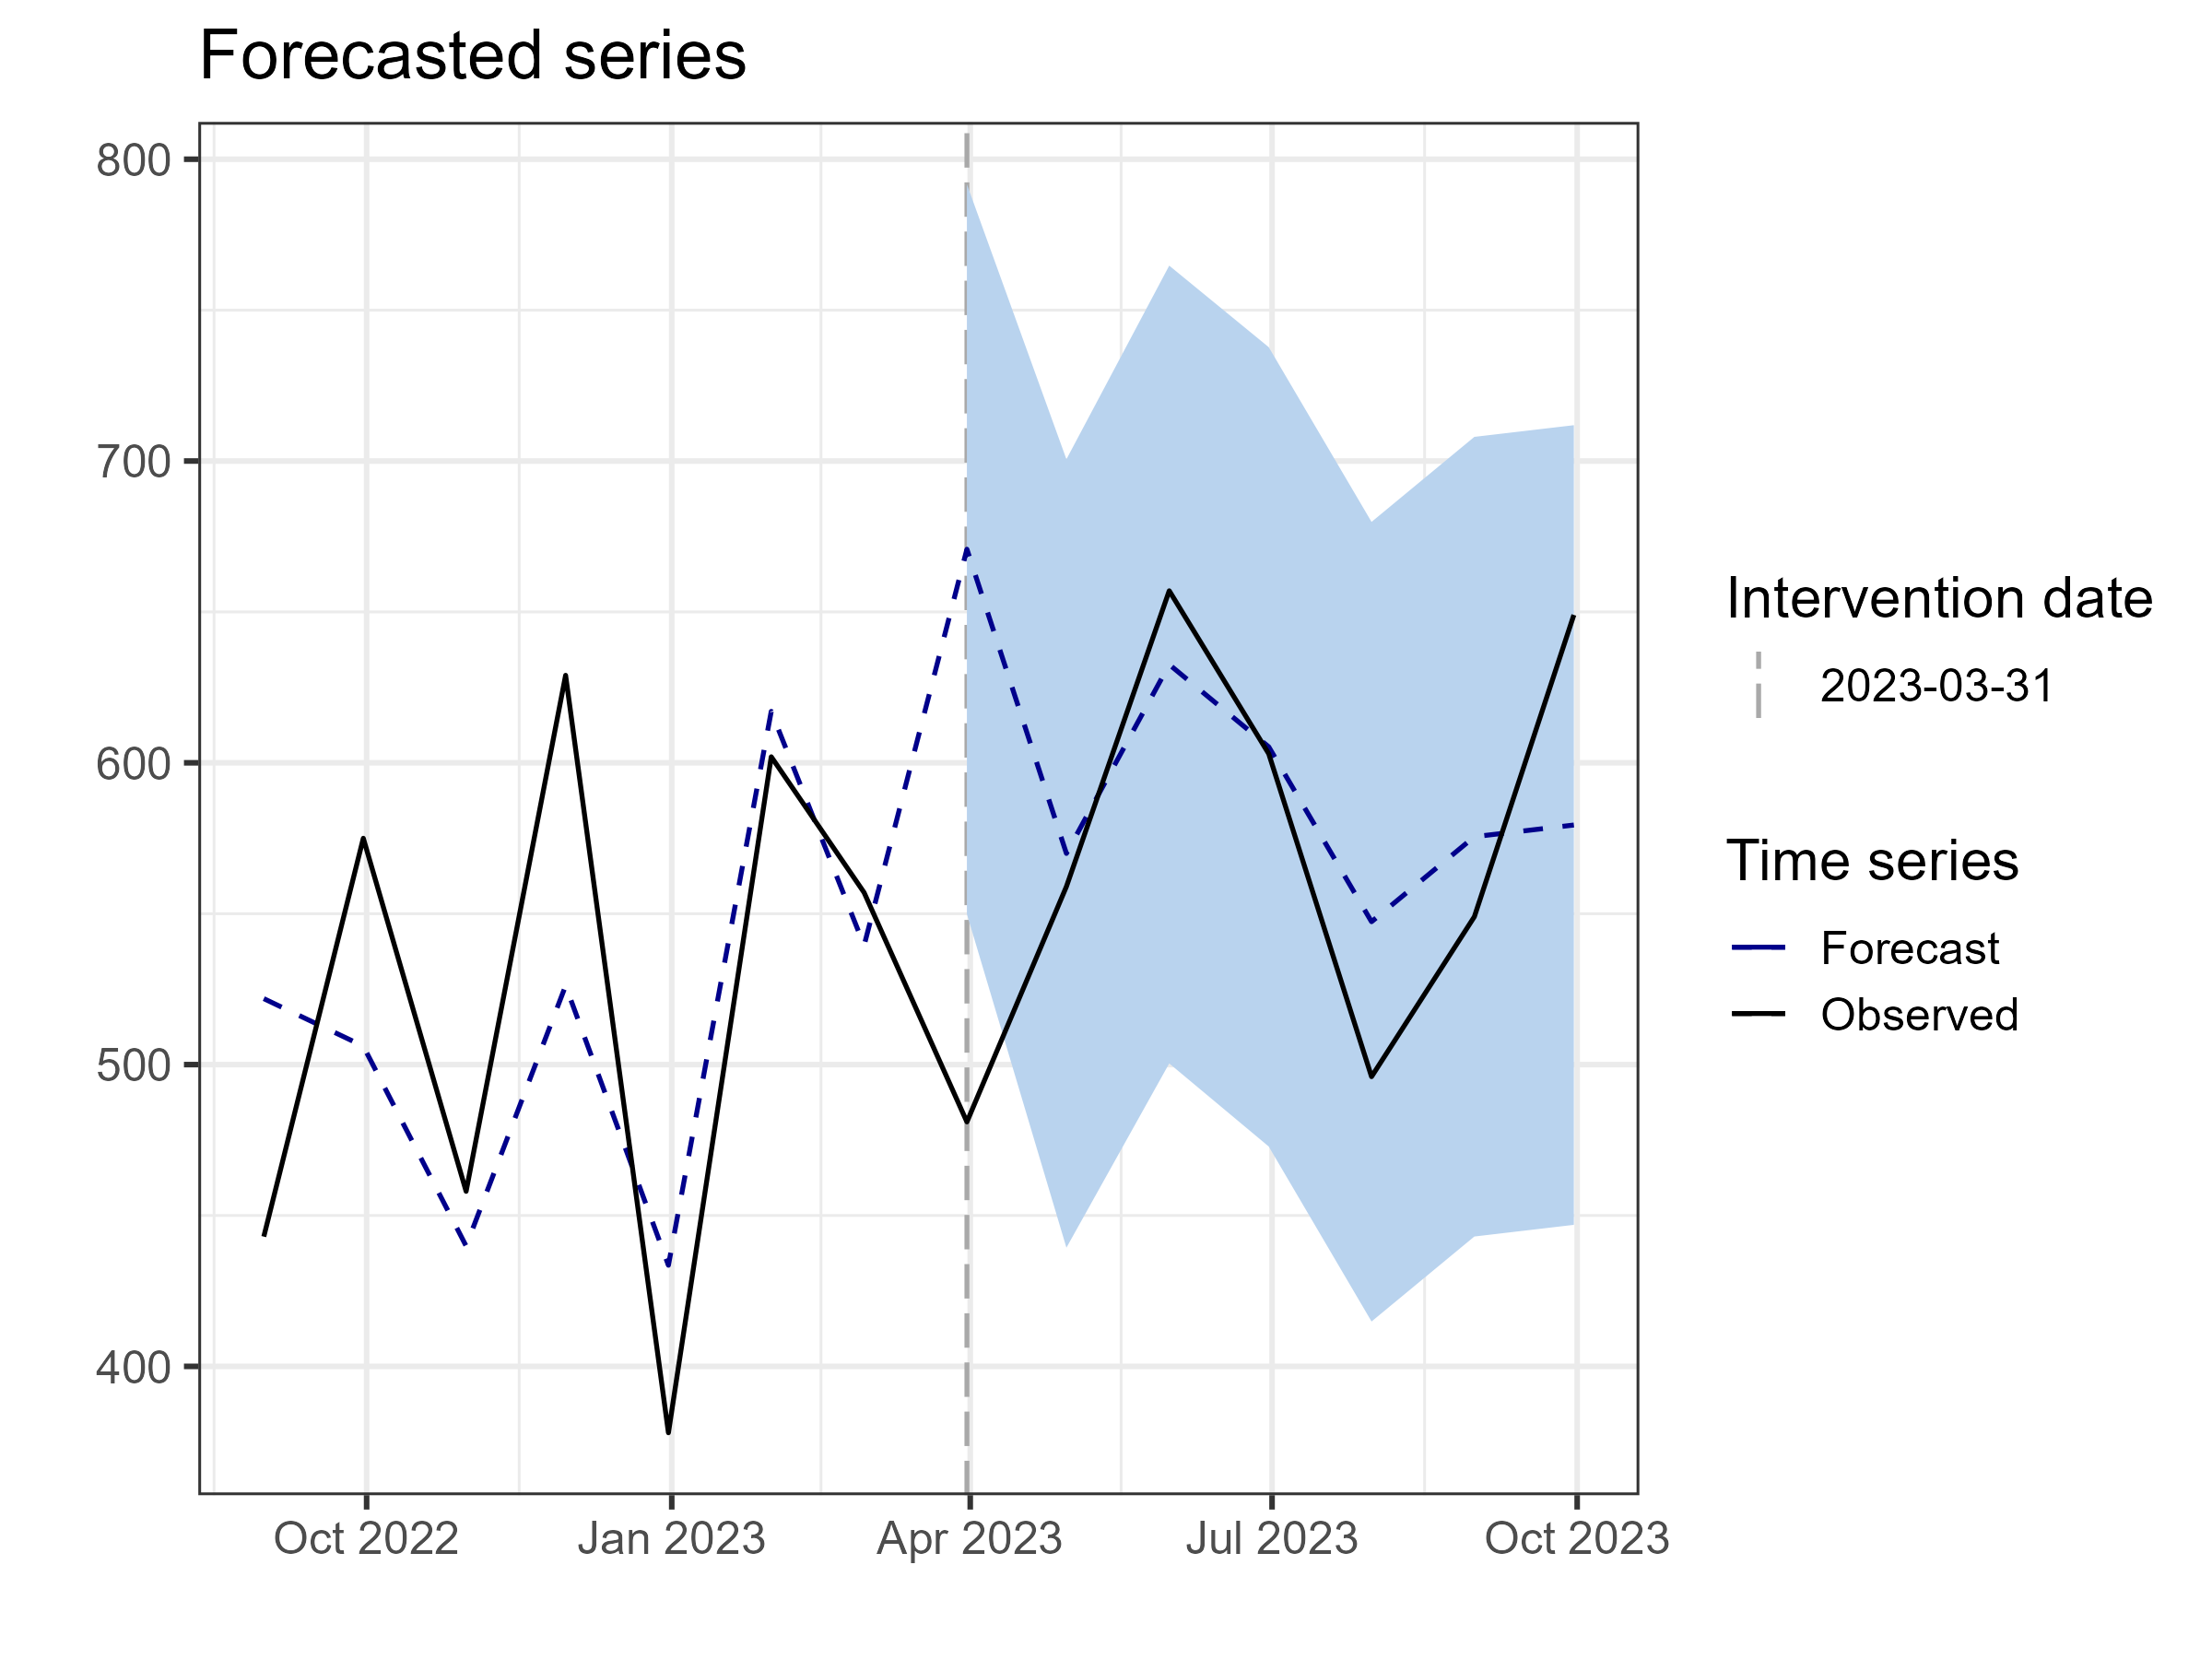 Forecasted series
800
700
600
500
400
Oct 2022
Jan 2023
Apr 2023
Jul 2023
Oct 2023
Intervention date
2023-03-31
Time series
Forecast
Observed